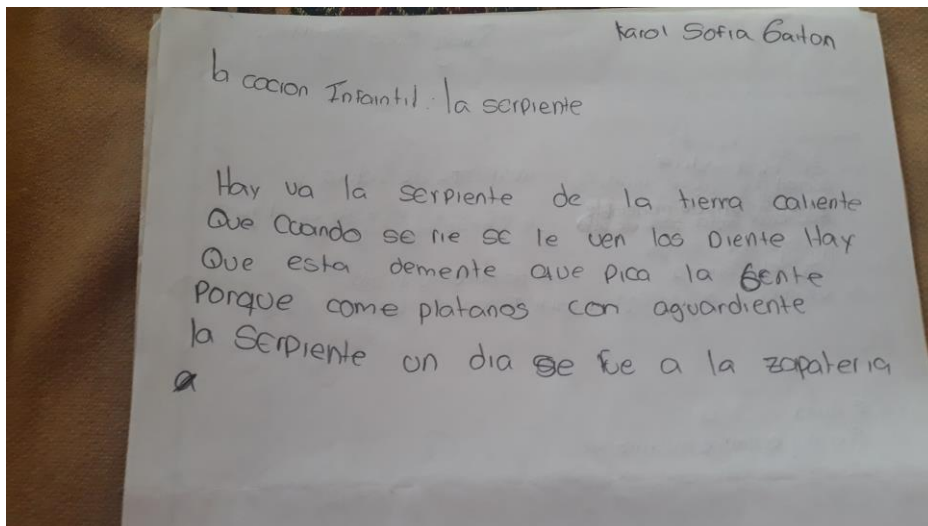 Karol Sofia Gaiton
la cocion Infaintil: la serpiente
Hay va la serpiente de la tierra caliente
Que Cuando se rie se le ven los Diente Hay
Que esta demente que pica la Gente
Porque come platanos con aguardiente
la Serpiente un dia se fue a la zapateria
a